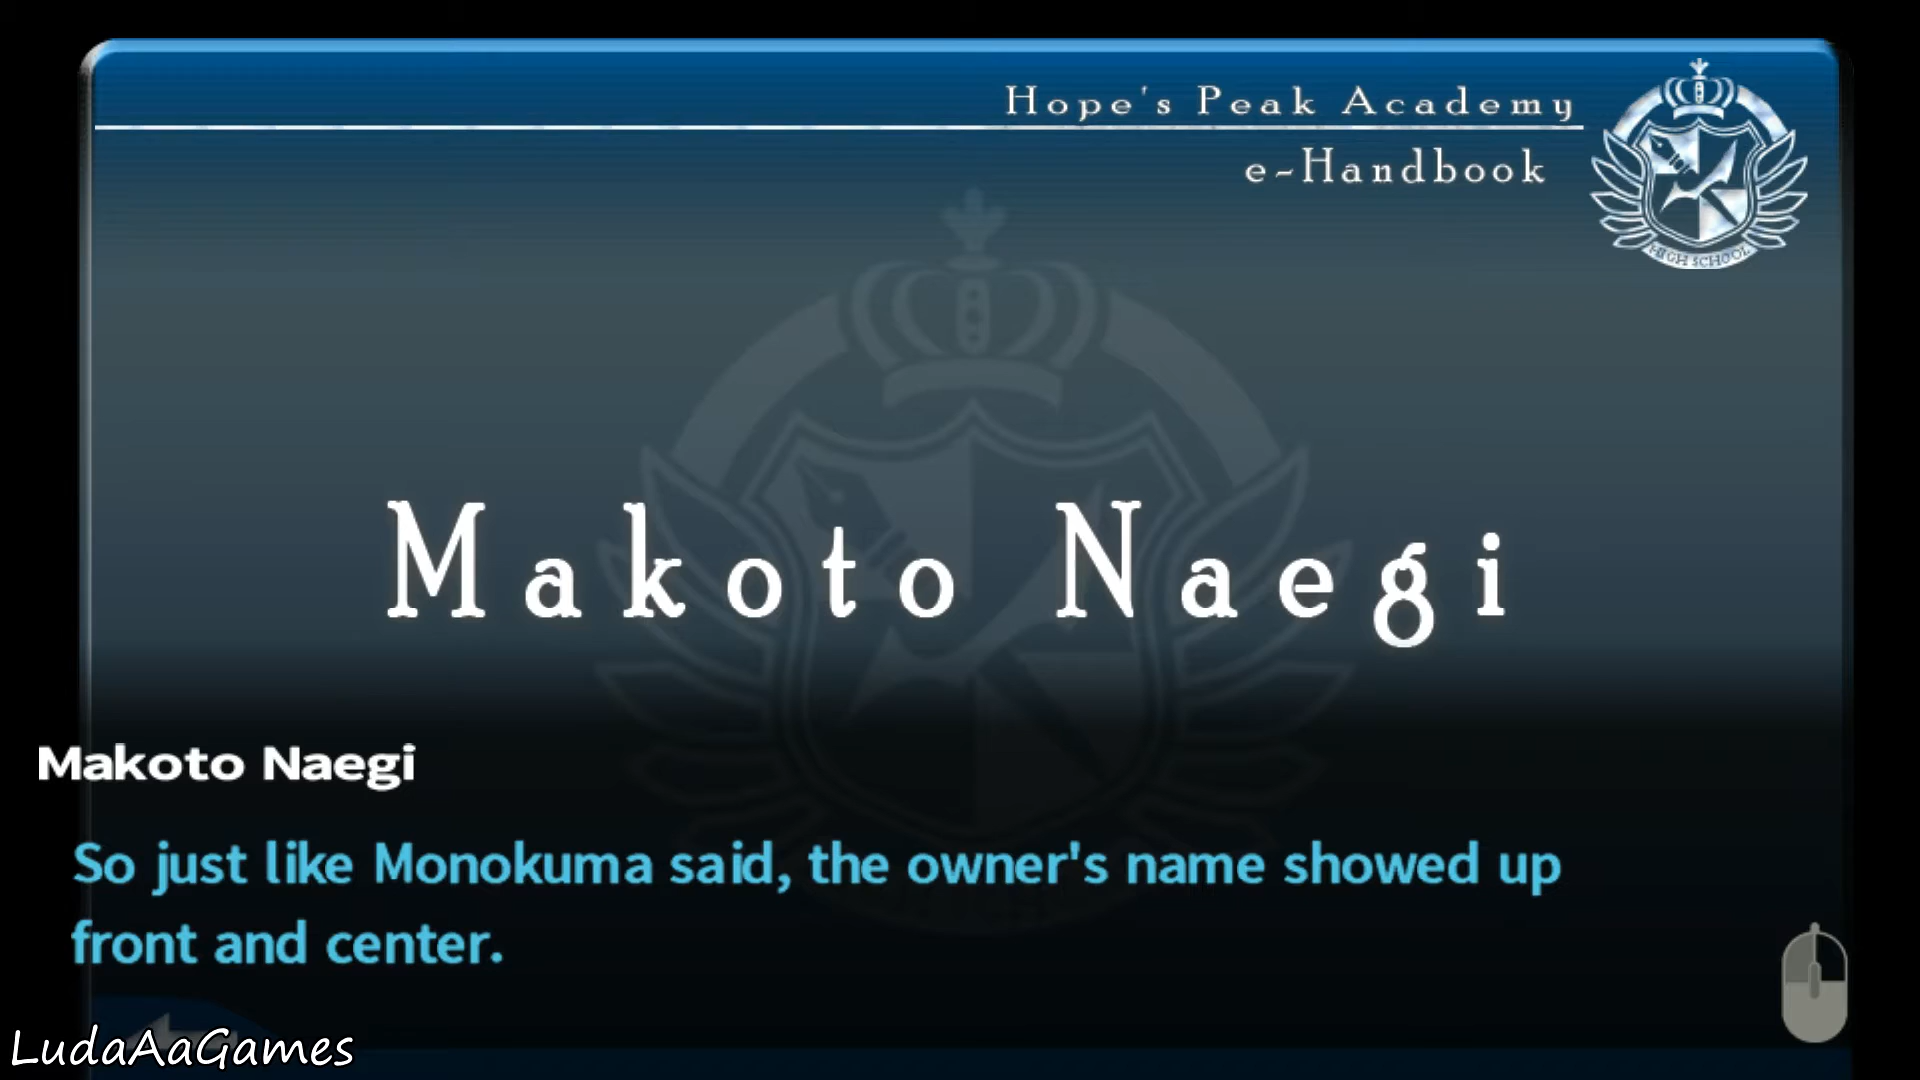 Hope's Peak Academy
e-Handbook
HIGH SCHOOL
Makoto Naegi
Makoto Naegi
So just like Monokuma said, the owner's name showed up
front and center.
LudaAaGames